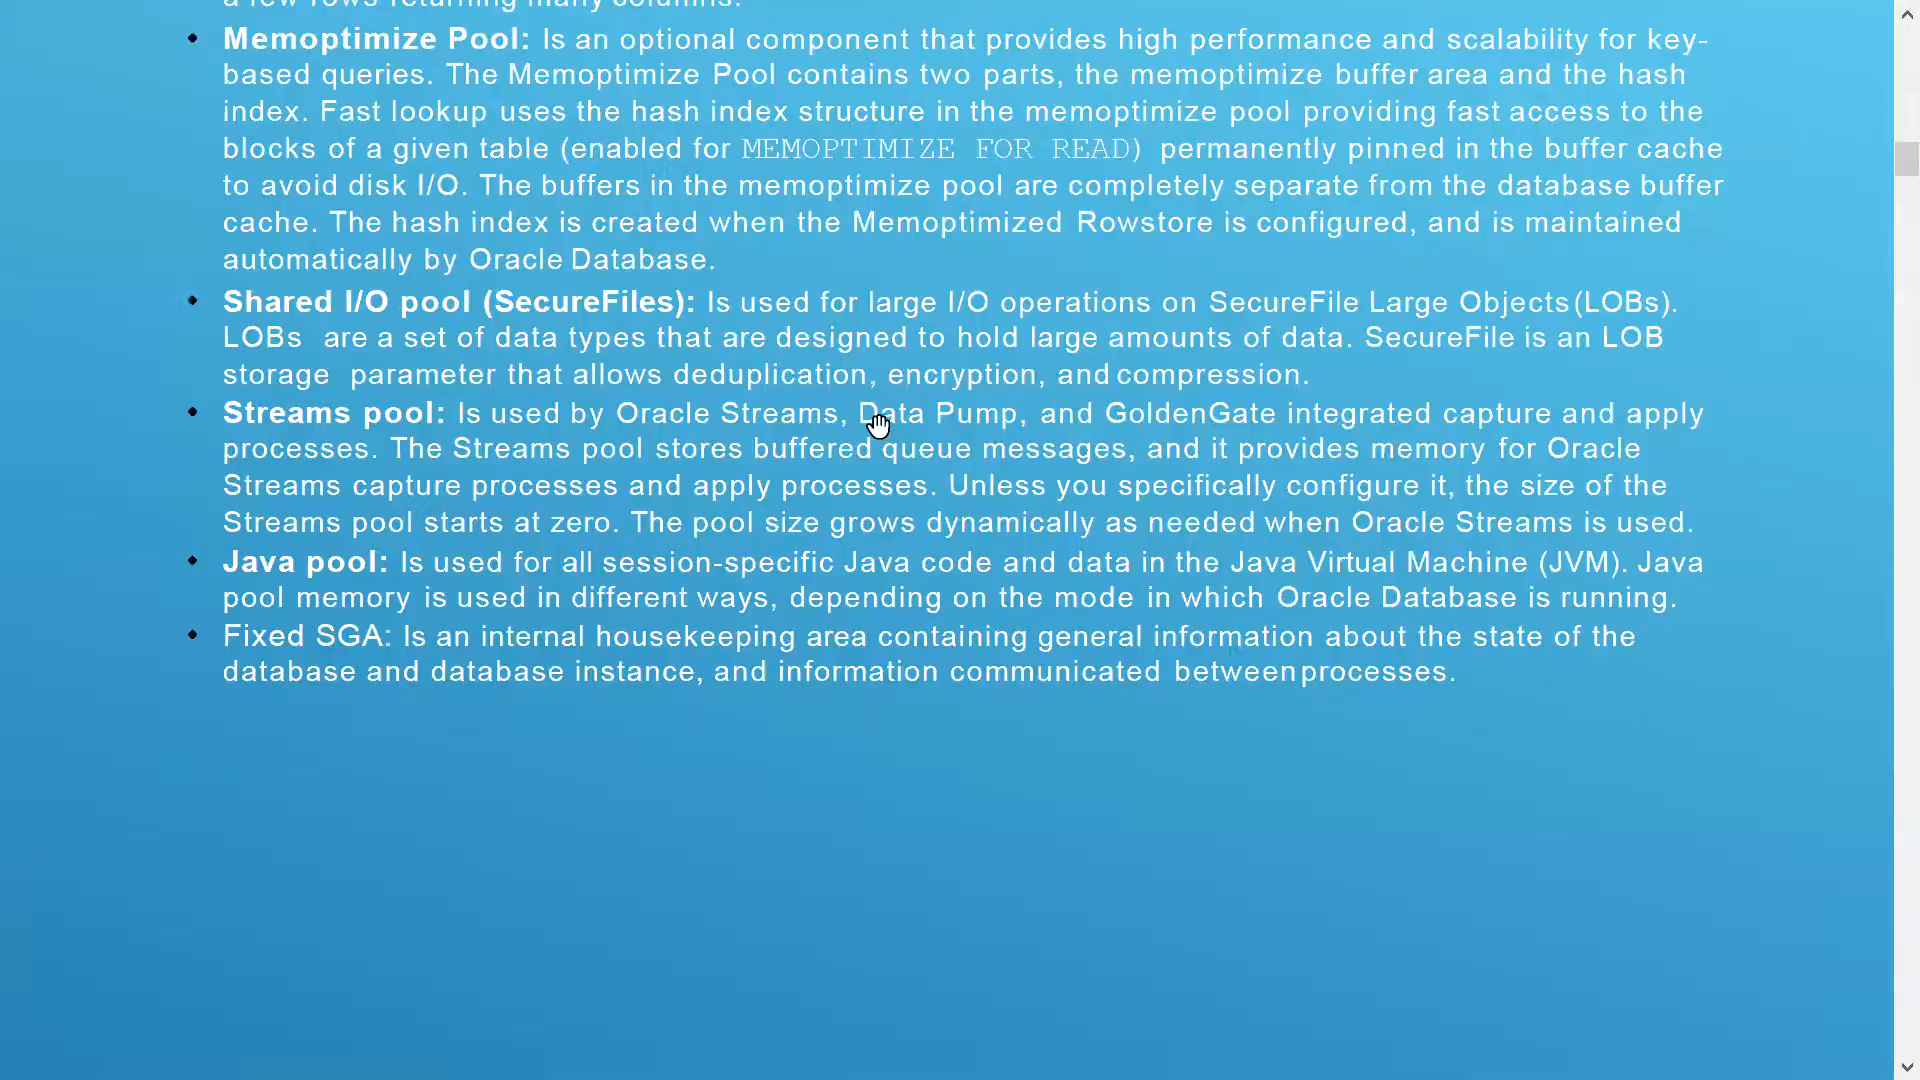 a few rows returning many columns.
• Memoptimize Pool: Is an optional component that provides high performance and scalability for key-
based queries. The Memoptimize Pool contains two parts, the memoptimize buffer area and the hash
index. Fast lookup uses the hash index structure in the memoptimize pool providing fast access to the
blocks of a given table (enabled for MEMOPTIMIZE FOR READ) permanently pinned in the buffer cache
to avoid disk I/O. The buffers in the memoptimize pool are completely separate from the database buffer
cache. The hash index is created when the Memoptimized Rowstore is configured, and is maintained
automatically by Oracle Database.
• Shared I/O pool (SecureFiles): Is used for large I/O operations on SecureFile Large Objects (LOBs).
LOBs are a set of data types that are designed to hold large amounts of data. SecureFile is an LOB
storage parameter that allows deduplication, encryption, and compression.
• Streams pool: Is used by Oracle Streams, Data Pump, and GoldenGate integrated capture and apply
processes. The Streams pool stores buffered queue messages, and it provides memory for Oracle
Streams capture processes and apply processes. Unless you specifically configure it, the size of the
Streams pool starts at zero. The pool size grows dynamically as needed when Oracle Streams is used.
• Java pool: Is used for all session-specific Java code and data in the Java Virtual Machine (JVM). Java
pool memory is used in different ways, depending on the mode in which Oracle Database is running.
• Fixed SGA: Is an internal housekeeping area containing general information about the state of the
database and database instance, and information communicated between processes.